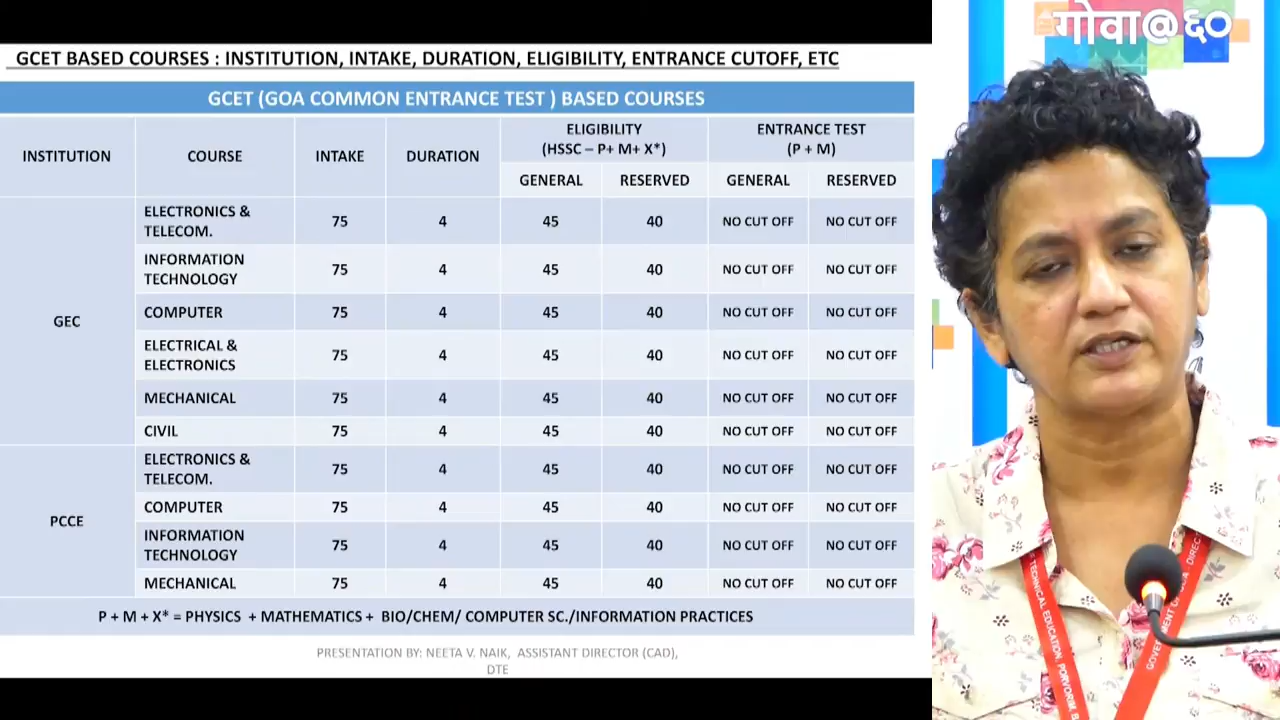 GCET BASED COURSES : INSTITUTION, INTAKE, DURATION, ELIGIBILITY, ENTRANCE CUTOFF, ETC
GCET (GOA COMMON ENTRANCE TEST ) BASED COURSES
INSTITUTION COURSE INTAKE DURATION ELIGIBILITY (HSSC – P+ M+ X*) ENTRANCE TEST (P + M)
GENERAL RESERVED GENERAL RESERVED
GEC
ELECTRONICS & TELECOM. 75 4 45 40 NO CUT OFF NO CUT OFF
INFORMATION TECHNOLOGY 75 4 45 40 NO CUT OFF NO CUT OFF
COMPUTER 75 4 45 40 NO CUT OFF NO CUT OFF
ELECTRICAL & ELECTRONICS 75 4 45 40 NO CUT OFF NO CUT OFF
MECHANICAL 75 4 45 40 NO CUT OFF NO CUT OFF
CIVIL 75 4 45 40 NO CUT OFF NO CUT OFF
PCCE
ELECTRONICS & TELECOM. 75 4 45 40 NO CUT OFF NO CUT OFF
COMPUTER 75 4 45 40 NO CUT OFF NO CUT OFF
INFORMATION TECHNOLOGY 75 4 45 40 NO CUT OFF NO CUT OFF
MECHANICAL 75 4 45 40 NO CUT OFF NO CUT OFF
P + M + X* = PHYSICS + MATHEMATICS + BIO/CHEM/ COMPUTER SC./INFORMATION PRACTICES
PRESENTATION BY: NEETA V. NAIK, ASSISTANT DIRECTOR (CAD),
DTE
गोवा@६०
TECHNICAL EDUCATION, PORVORIM,
GOVERNMENT OF GOA